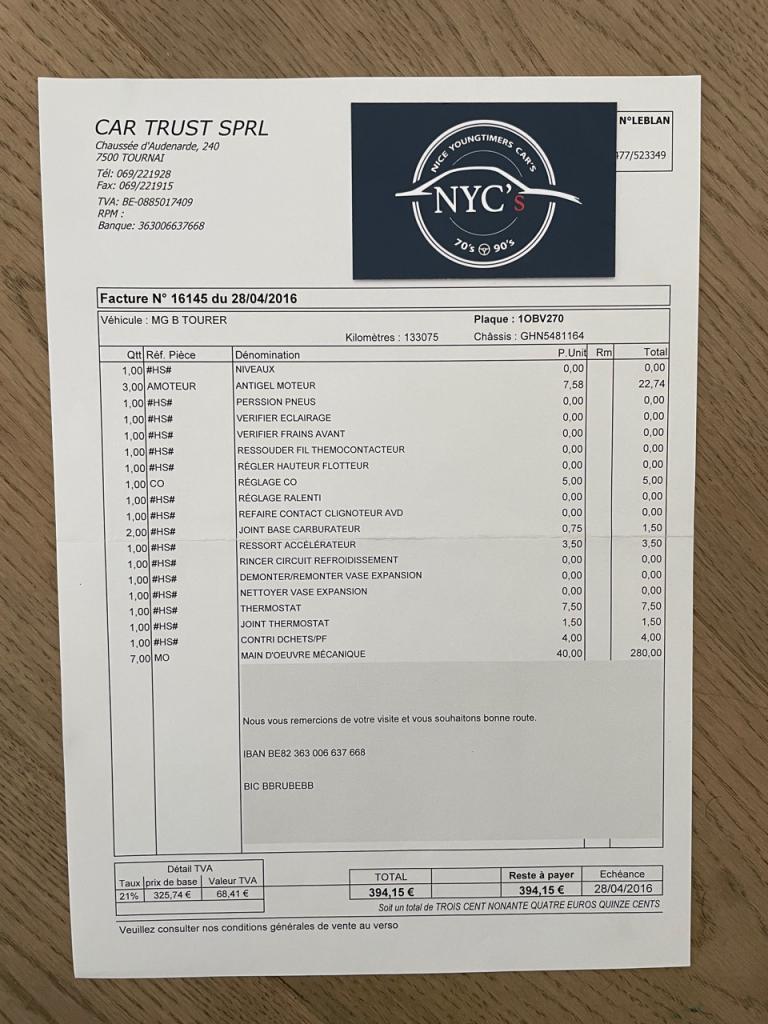 CAR TRUST SPRL
Chaussée d'Audenarde, 240
7500 TOURNAI
Tél: 069/221928
Fax: 069/221915
TVA: BE-0885017409
RPM :
Banque: 363006637668
NICE YOUNGTIMERS CAR'S
NYC's
70's 90's
N°LEBLAN
477/523349
Facture N° 16145 du 28/04/2016
Véhicule : MG B TOURER Plaque : 1OBV270
Kilomètres : 133075 Châssis : GHN5481164
Qtt Réf. Pièce Dénomination P.Unit Rm Total
1,00 #HS# NIVEAUX 0,00 0,00
3,00 AMOTEUR ANTIGEL MOTEUR 7,58 22,74
1,00 #HS# PERSSION PNEUS 0,00 0,00
1,00 #HS# VERIFIER ECLAIRAGE 0,00 0,00
1,00 #HS# VERIFIER FRAINS AVANT 0,00 0,00
1,00 #HS# RESSOUDER FIL THEMOCONTACTEUR 0,00 0,00
1,00 #HS# RÉGLER HAUTEUR FLOTTEUR 0,00 0,00
1,00 CO RÉGLAGE CO 5,00 5,00
1,00 #HS# RÉGLAGE RALENTI 0,00 0,00
1,00 #HS# REFAIRE CONTACT CLIGNOTEUR AVD 0,00 0,00
2,00 #HS# JOINT BASE CARBURATEUR 0,75 1,50
1,00 #HS# RESSORT ACCÉLÉRATEUR 3,50 3,50
1,00 #HS# RINCER CIRCUIT REFROIDISSEMENT 0,00 0,00
1,00 #HS# DEMONTER/REMONTER VASE EXPANSION 0,00 0,00
1,00 #HS# NETTOYER VASE EXPANSION 0,00 0,00
1,00 #HS# THERMOSTAT 7,50 7,50
1,00 #HS# JOINT THERMOSTAT 1,50 1,50
1,00 #HS# CONTRI DCHETS/PF 4,00 4,00
7,00 MO MAIN D'OEUVRE MÉCANIQUE 40,00 280,00
Nous vous remercions de votre visite et vous souhaitons bonne route.
IBAN BE82 363 006 637 668
BIC BBRUBEBB
Détail TVA
Taux prix de base Valeur TVA
21% 325,74 € 68,41 €
TOTAL Reste à payer Echéance
394,15 € 394,15 € 28/04/2016
Soit un total de TROIS CENT NONANTE QUATRE EUROS QUINZE CENTS
Veuillez consulter nos conditions générales de vente au verso